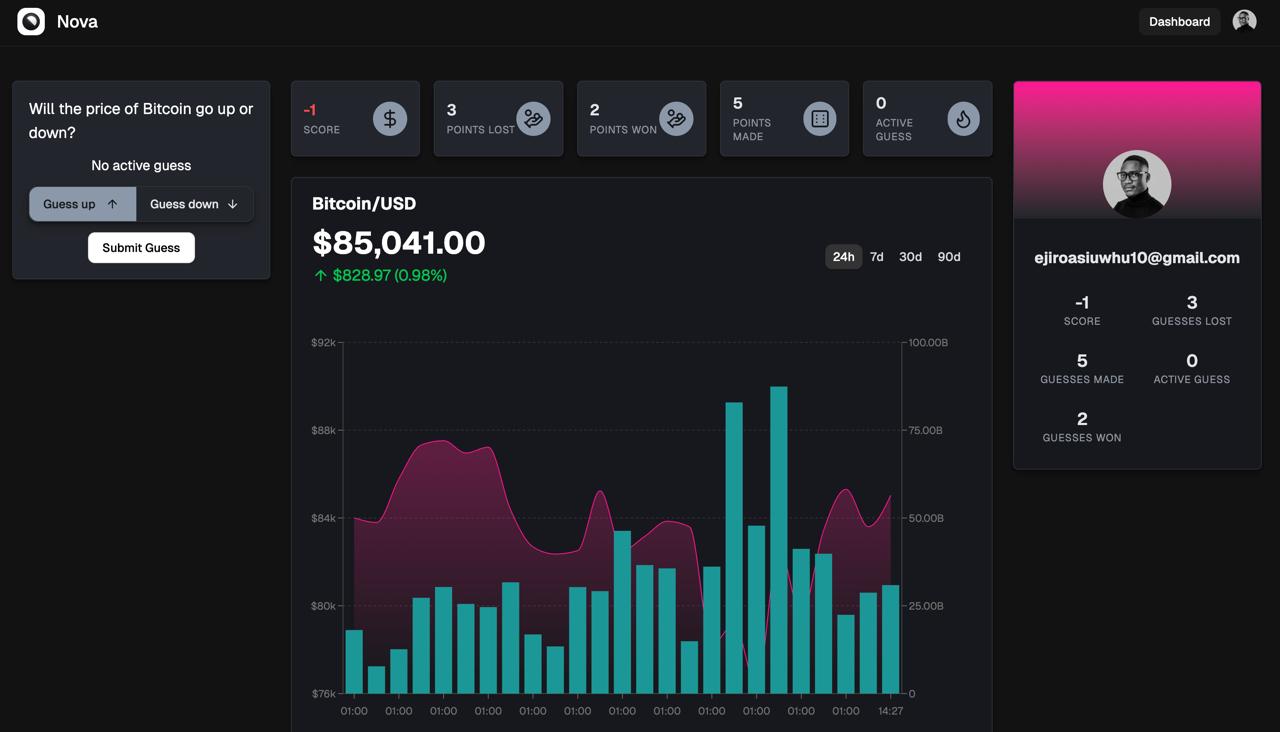 Nova
Dashboard
Will the price of Bitcoin go up or
down?
No active guess
Guess up
Guess down
Submit Guess
-1
SCORE
3
POINTS LOST
2
POINTS WON
5
POINTS
MADE
0
ACTIVE
GUESS
Bitcoin/USD
$85,041.00
$828.97 (0.98%)
24h 7d 30d 90d
$92k
$88k
$84k
$80k
$76k
100.00B
75.00B
50.00B
25.00B
0
01:00 01:00 01:00 01:00 01:00 01:00 01:00 01:00 01:00 01:00 01:00 01:00 14:27
ejiroasiuwhu10@gmail.com
-1
SCORE
3
GUESSES LOST
5
GUESSES MADE
0
ACTIVE GUESS
2
GUESSES WON